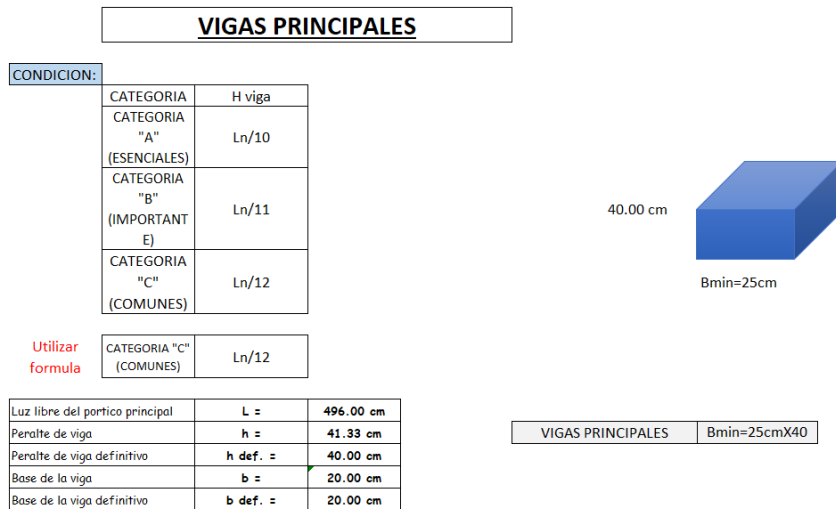 VIGAS PRINCIPALES
CONDICION:
CATEGORIA H viga
CATEGORIA
"A"
(ESENCIALES)
Ln/10
CATEGORIA
"B"
(IMPORTANT
E)
Ln/11
CATEGORIA
"C"
(COMUNES)
Ln/12
40.00 cm
Bmin=25cm
Utilizar
formula
CATEGORIA "C"
(COMUNES)
Ln/12
Luz libre del portico principal L = 496.00 cm
Peralte de viga h = 41.33 cm
Peralte de viga definitivo h def. = 40.00 cm
Base de la viga b = 20.00 cm
Base de la viga definitivo b def. = 20.00 cm
VIGAS PRINCIPALES Bmin=25cmX40